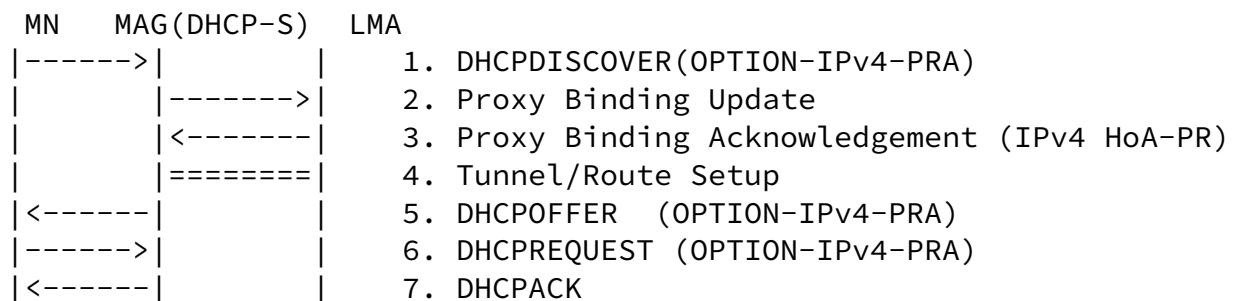 MN    MAG(DHCP-S)  LMA
|------>|       |    1. DHCPDISCOVER(OPTION-IPv4-PRA)
|       |------->|    2. Proxy Binding Update
|       |<-------|    3. Proxy Binding Acknowledgement (IPv4 HoA-PR)
|       |========|    4. Tunnel/Route Setup
|<------|       |    5. DHCPOFFER  (OPTION-IPv4-PRA)
|------>|       |    6. DHCPREQUEST (OPTION-IPv4-PRA)
|<------|       |    7. DHCPACK